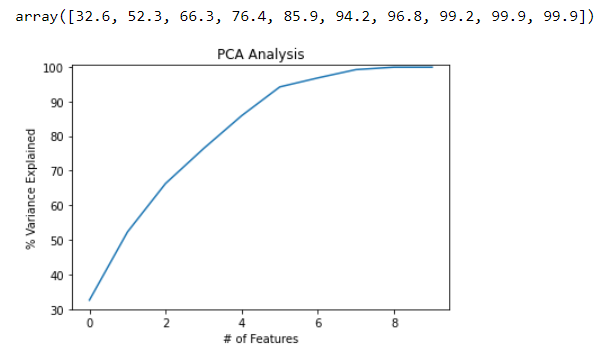 array([32.6, 52.3, 66.3, 76.4, 85.9, 94.2, 96.8, 99.2, 99.9, 99.9])
PCA Analysis
100
90
80
70
60
50
40
30
% Variance Explained
0 2 4 6 8
# of Features